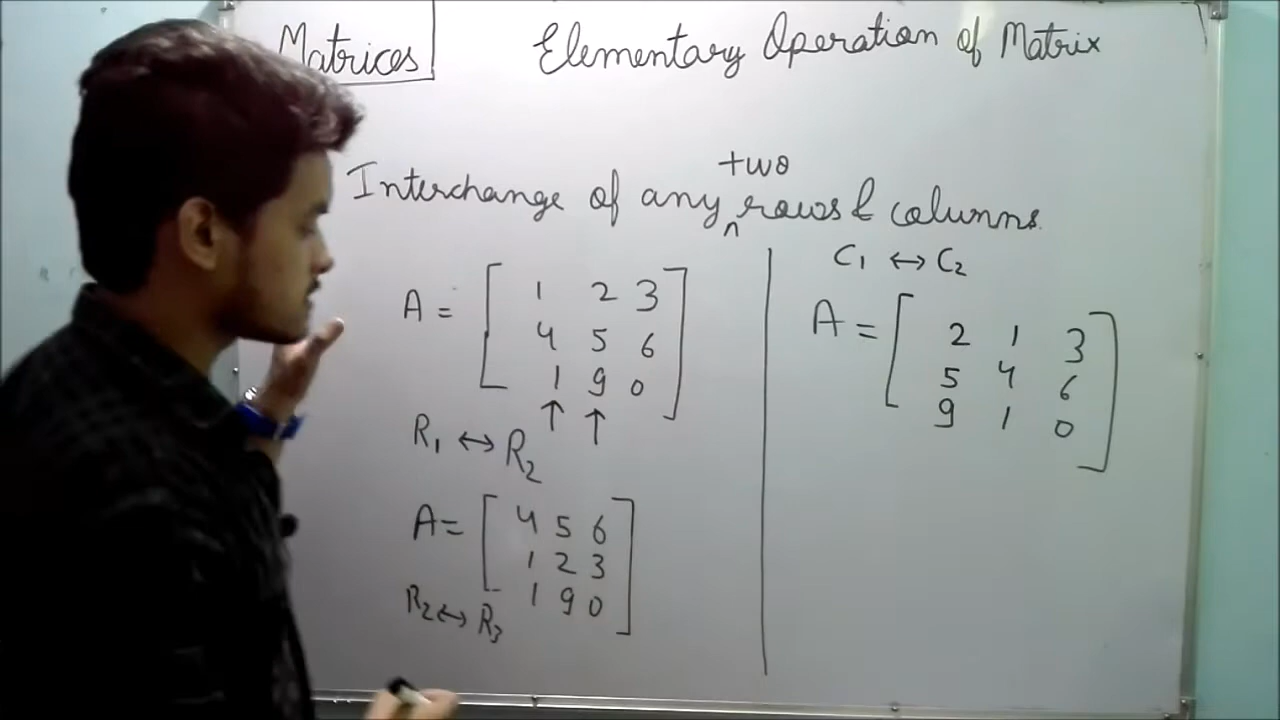 Matrices
Elementary Operation of Matrix
two
Interchange of any ^ rows & columns.
A = [ 1 2 3
4 5 6
1 9 0 ]
↑ ↑
R₁ ↔ R₂
A = [ 4 5 6
1 2 3
1 9 0 ]
R₂ ↔ R₃
C₁ ↔ C₂
A = [ 2 1 3
5 4 6
9 1 0 ]